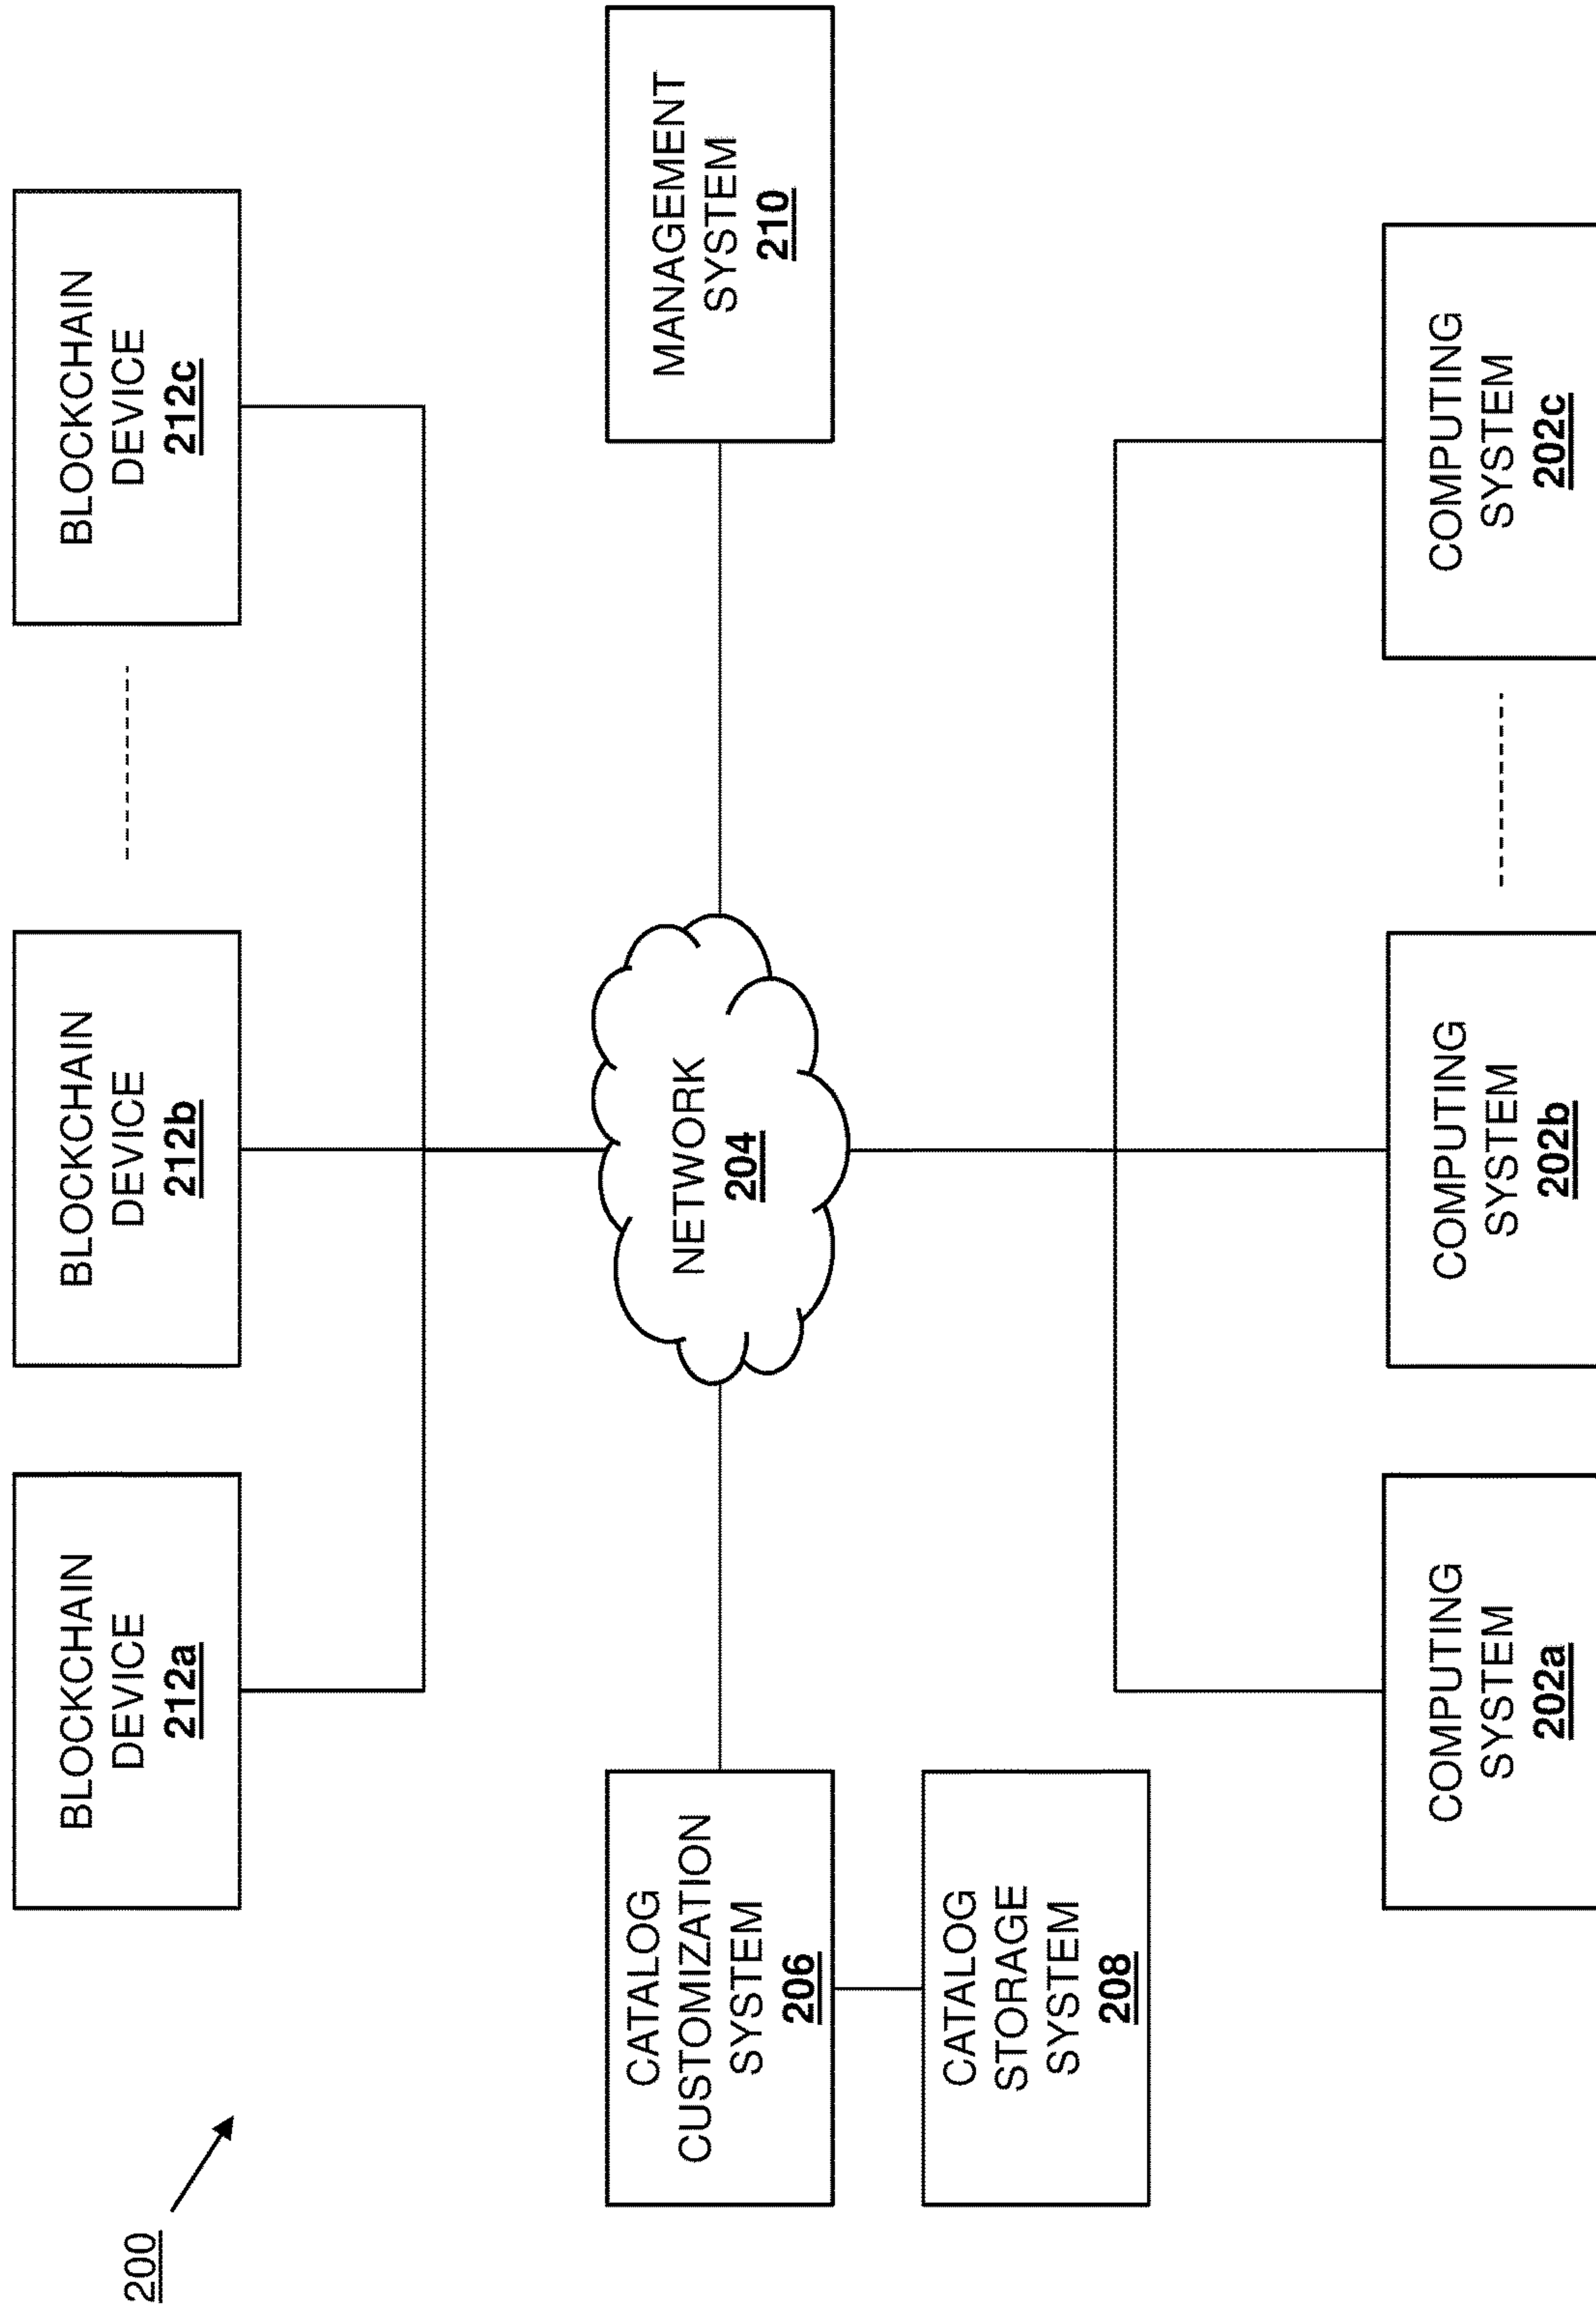 200
BLOCKCHAIN
DEVICE
212a
BLOCKCHAIN
DEVICE
212b
BLOCKCHAIN
DEVICE
212c
CATALOG
CUSTOMIZATION
SYSTEM
206
NETWORK
204
MANAGEMENT
SYSTEM
210
CATALOG
STORAGE
SYSTEM
208
COMPUTING
SYSTEM
202a
COMPUTING
SYSTEM
202b
COMPUTING
SYSTEM
202c